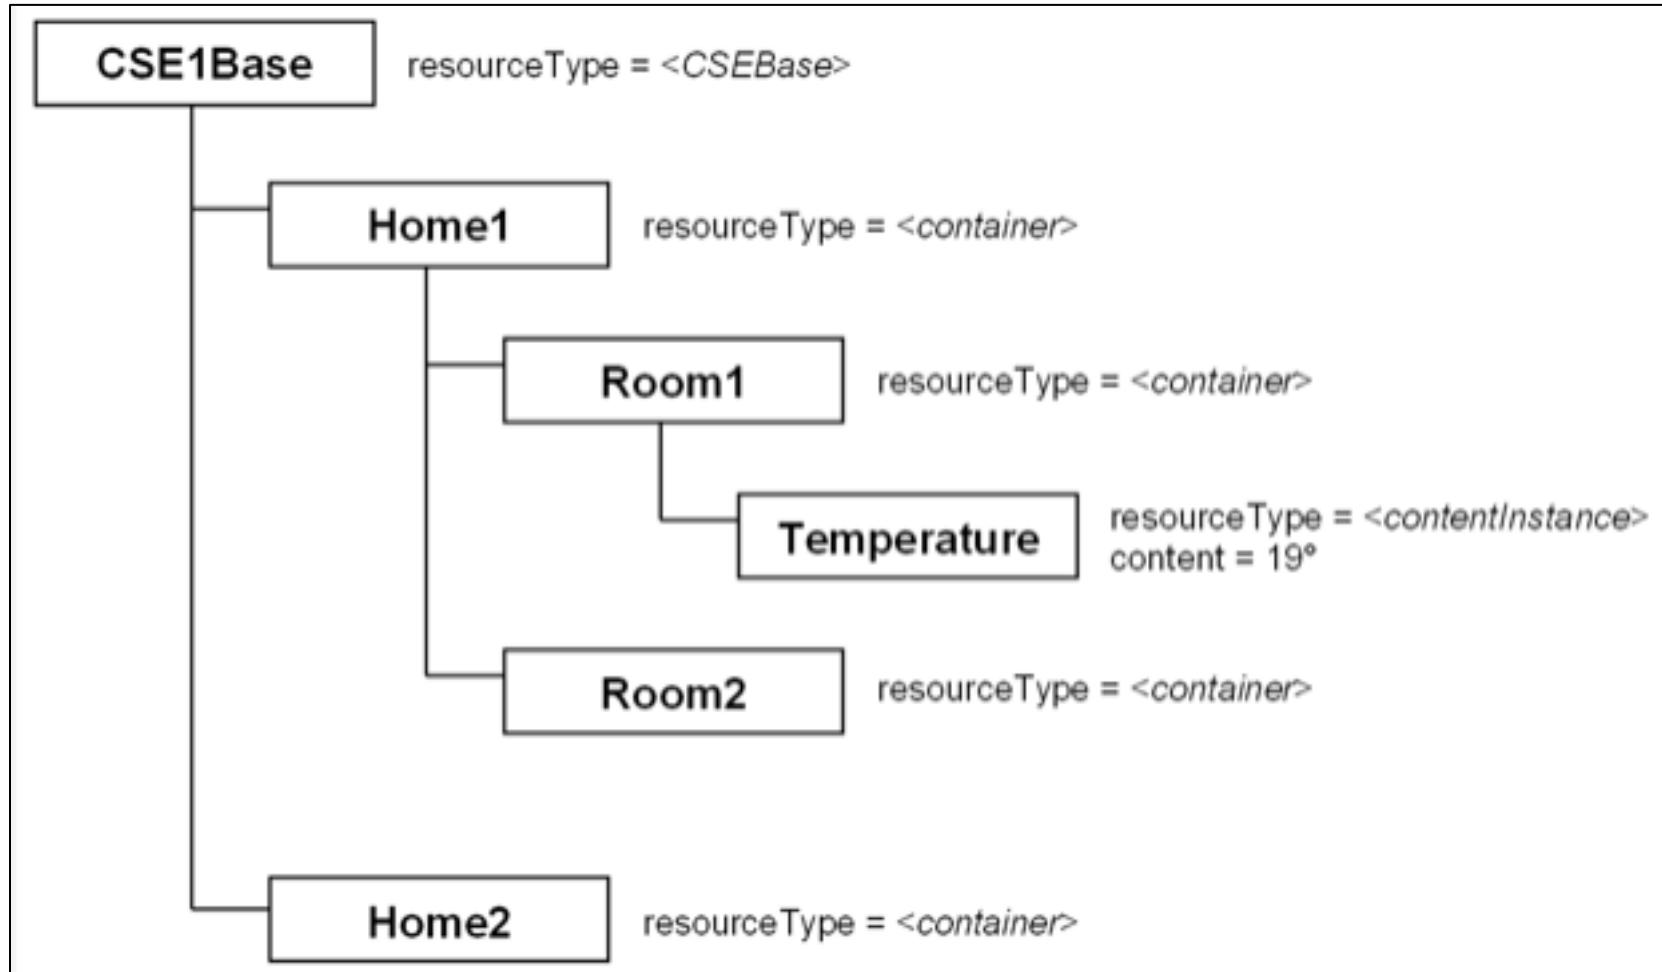 CSE1Base resourceType = <CSEBase>
Home1 resourceType = <container>
Room1 resourceType = <container>
Temperature resourceType = <contentInstance>
content = 19°
Room2 resourceType = <container>
Home2 resourceType = <container>